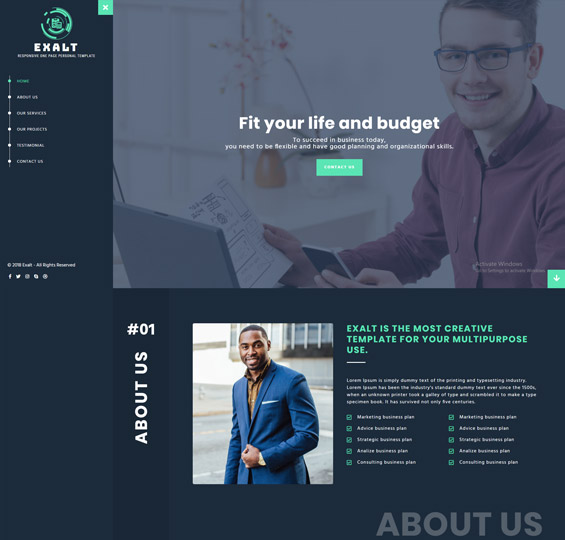 EXALT
RESPONSIVE ONE PAGE PERSONAL TEMPLATE
HOME
ABOUT US
OUR SERVICES
OUR PROJECTS
TESTIMONIAL
CONTACT US
© 2018 Exalt - All Rights Reserved
Fit your life and budget
To succeed in business today,
you need to be flexible and have good planning and organizational skills.
CONTACT US
Activate Windows
Go to Settings to activate Windows
#01
ABOUT US
EXALT IS THE MOST CREATIVE
TEMPLATE FOR YOUR MULTIPURPOSE
USE.
Lorem Ipsum is simply dummy text of the printing and typesetting industry.
Lorem Ipsum has been the industry's standard dummy text ever since the 1500s,
when an unknown printer took a galley of type and scrambled it to make a type
specimen book. It has survived not only five centuries.
Marketing business plan
Advice business plan
Strategic business plan
Analize business plan
Consulting business plan
Marketing business plan
Advice business plan
Strategic business plan
Analize business plan
Consulting business plan
ABOUT US